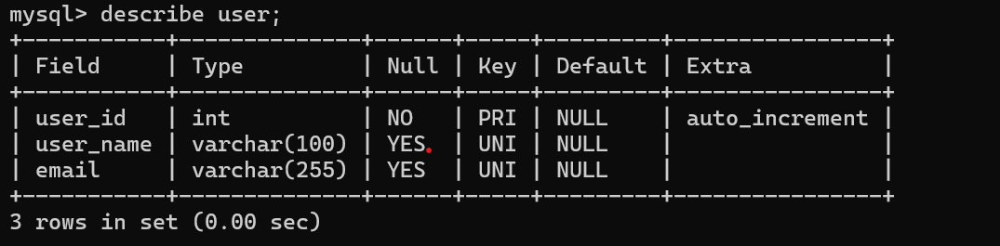 mysql> describe user;
+-----------+--------------+------+-----+---------+----------------+
| Field     | Type         | Null | Key | Default | Extra          |
+-----------+--------------+------+-----+---------+----------------+
| user_id   | int          | NO   | PRI | NULL    | auto_increment |
| user_name | varchar(100) | YES  | UNI | NULL    |                |
| email     | varchar(255) | YES  | UNI | NULL    |                |
+-----------+--------------+------+-----+---------+----------------+
3 rows in set (0.00 sec)